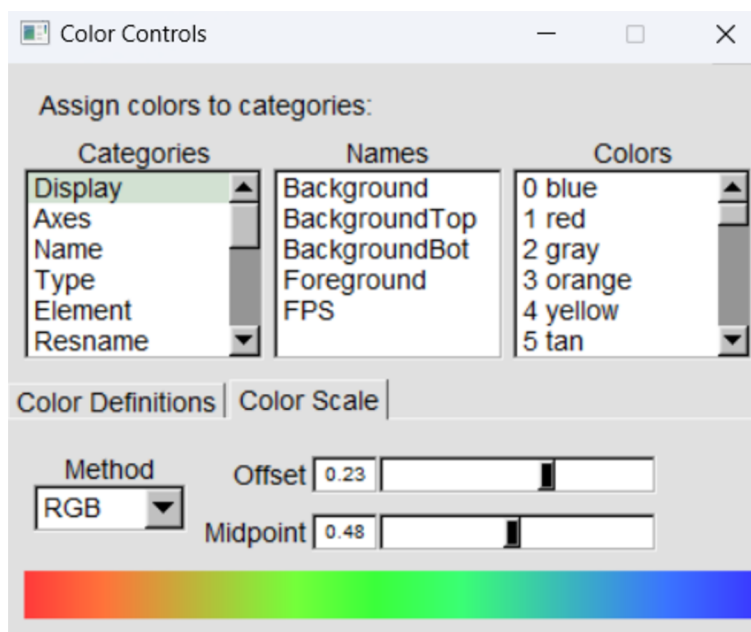 Color Controls
Assign colors to categories:
Categories Names Colors
Display Background 0 blue
Axes BackgroundTop 1 red
Name BackgroundBot 2 gray
Type Foreground 3 orange
Element FPS 4 yellow
Resname 5 tan
Color Definitions Color Scale
Method Offset 0.23
RGB
Midpoint 0.48